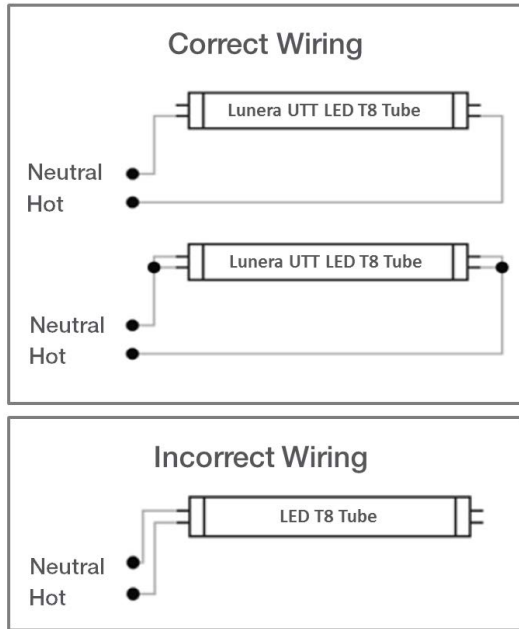 Correct Wiring
Lunera UTT LED T8 Tube
Neutral
Hot
Lunera UTT LED T8 Tube
Neutral
Hot
Incorrect Wiring
LED T8 Tube
Neutral
Hot